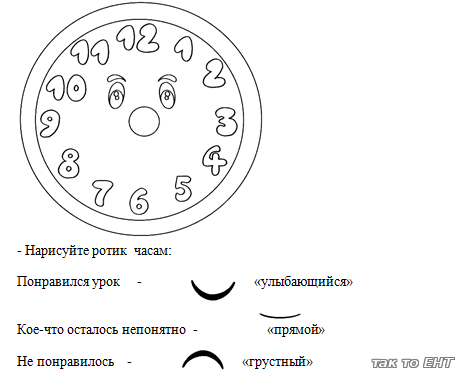 12
11 1
10 2
9 3
8 4
7 5
6
- Нарисуйте ротик часам:
Понравился урок - «улыбающийся»
Кое-что осталось непонятно - «прямой»
Не понравилось - «грустный»
так то ЕНТ